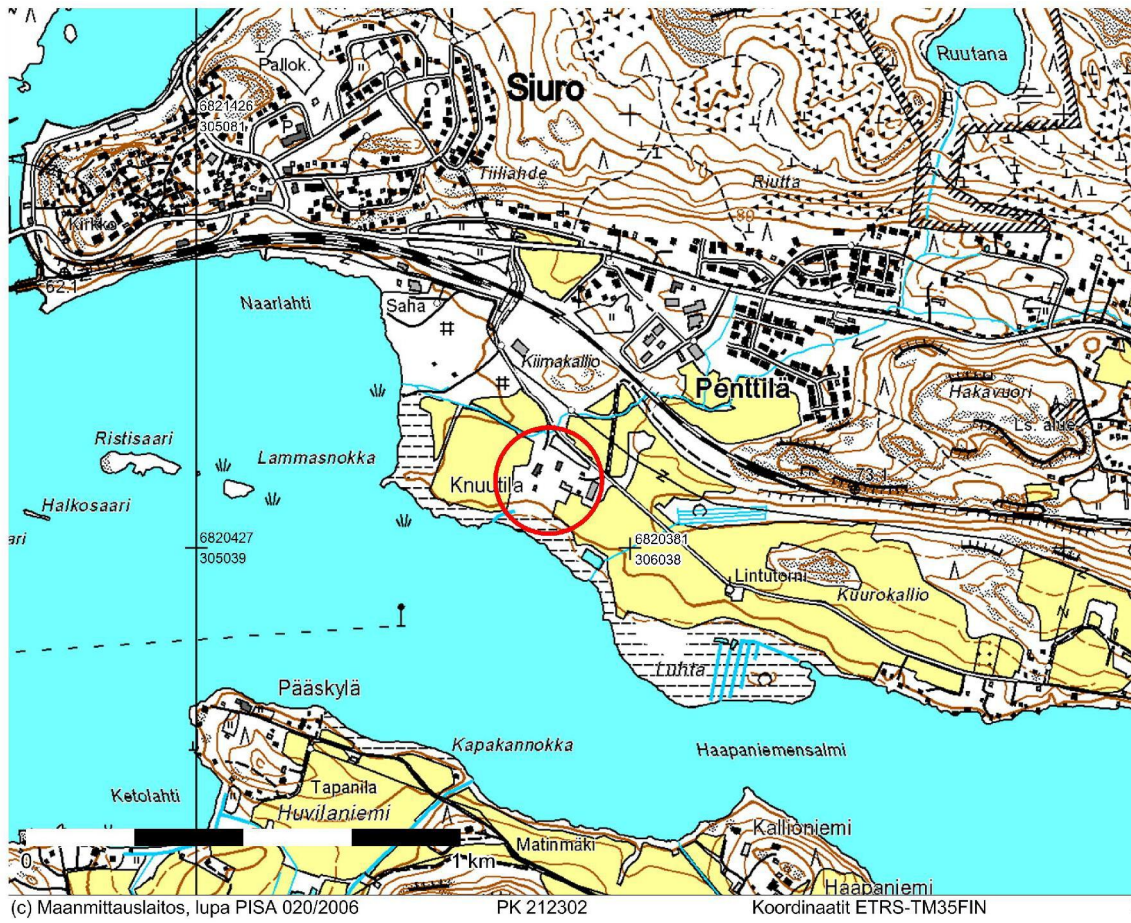 Ruutana
Pallok.
Siuro
6821426
305081
P
Tiiliahde
Riutta
80
Kirkko
62.1
Naarlahti
Saha
Kiimakallio
Penttilä
Hakavuori
Ls. alue
Ristisaari
Lammasnokka
Knuutila
73.1
Halkosaari
ari
6820427
305039
6820381
306038
Lintutorni
Kuurokallio
Luhta
Pääskylä
Kapakannokka
Haapaniemensalmi
Ketolahti
Tapanila
Huvilaniemi
Matinmäki
Kallioniemi
Haapaniemi
0
1 km
(c) Maanmittauslaitos, lupa PISA 020/2006
PK 212302
Koordinaatit ETRS-TM35FIN